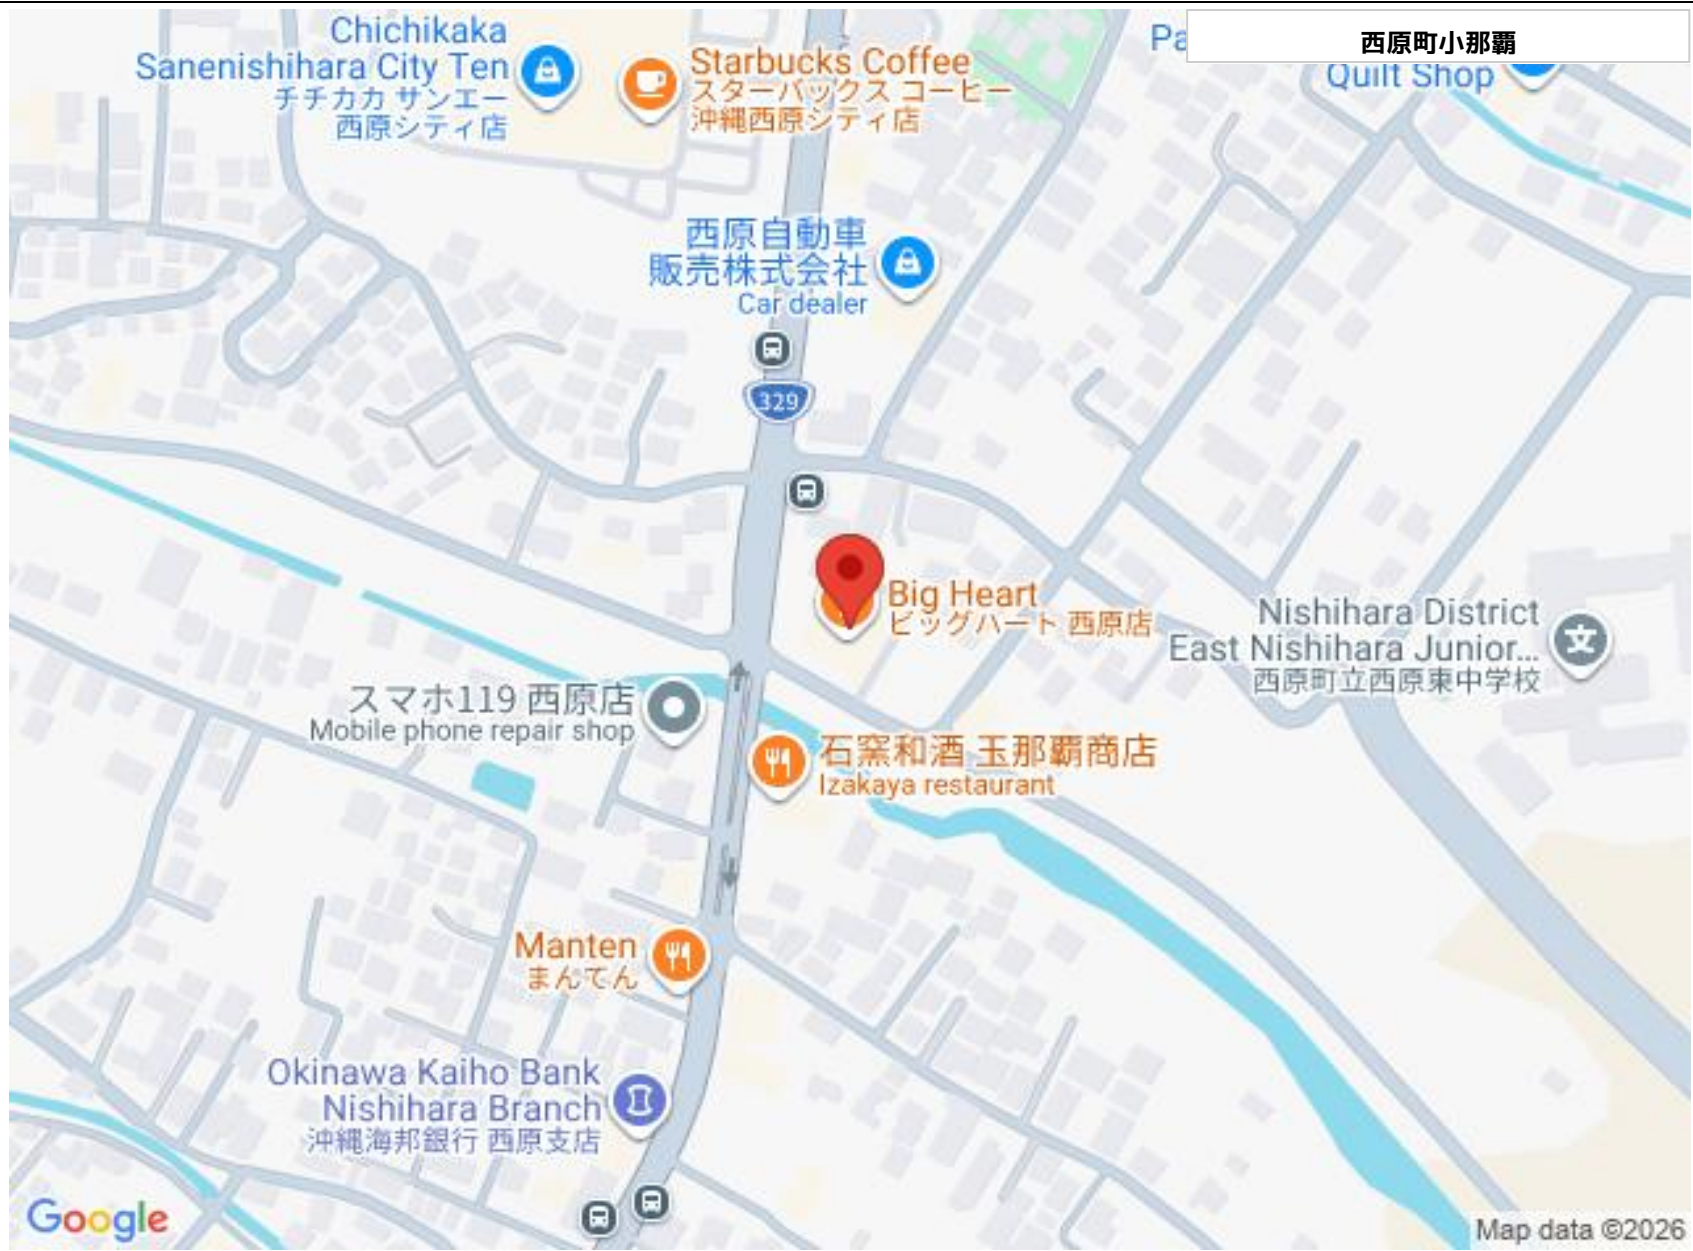 Chichikaka
Sanenishihara City Ten
チチカカ サンエー
西原シティ店
Starbucks Coffee
スターバックス コーヒー
沖縄西原シティ店
Pa
西原町小那覇
Quilt Shop
西原自動車
販売株式会社
Car dealer
329
Big Heart
ビッグハート 西原店
Nishihara District
East Nishihara Junior...
西原町立西原東中学校
文
スマホ119 西原店
Mobile phone repair shop
石窯和酒 玉那覇商店
Izakaya restaurant
Manten
まんてん
Okinawa Kaiho Bank
Nishihara Branch
沖縄海邦銀行 西原支店
Google
Map data ©2026